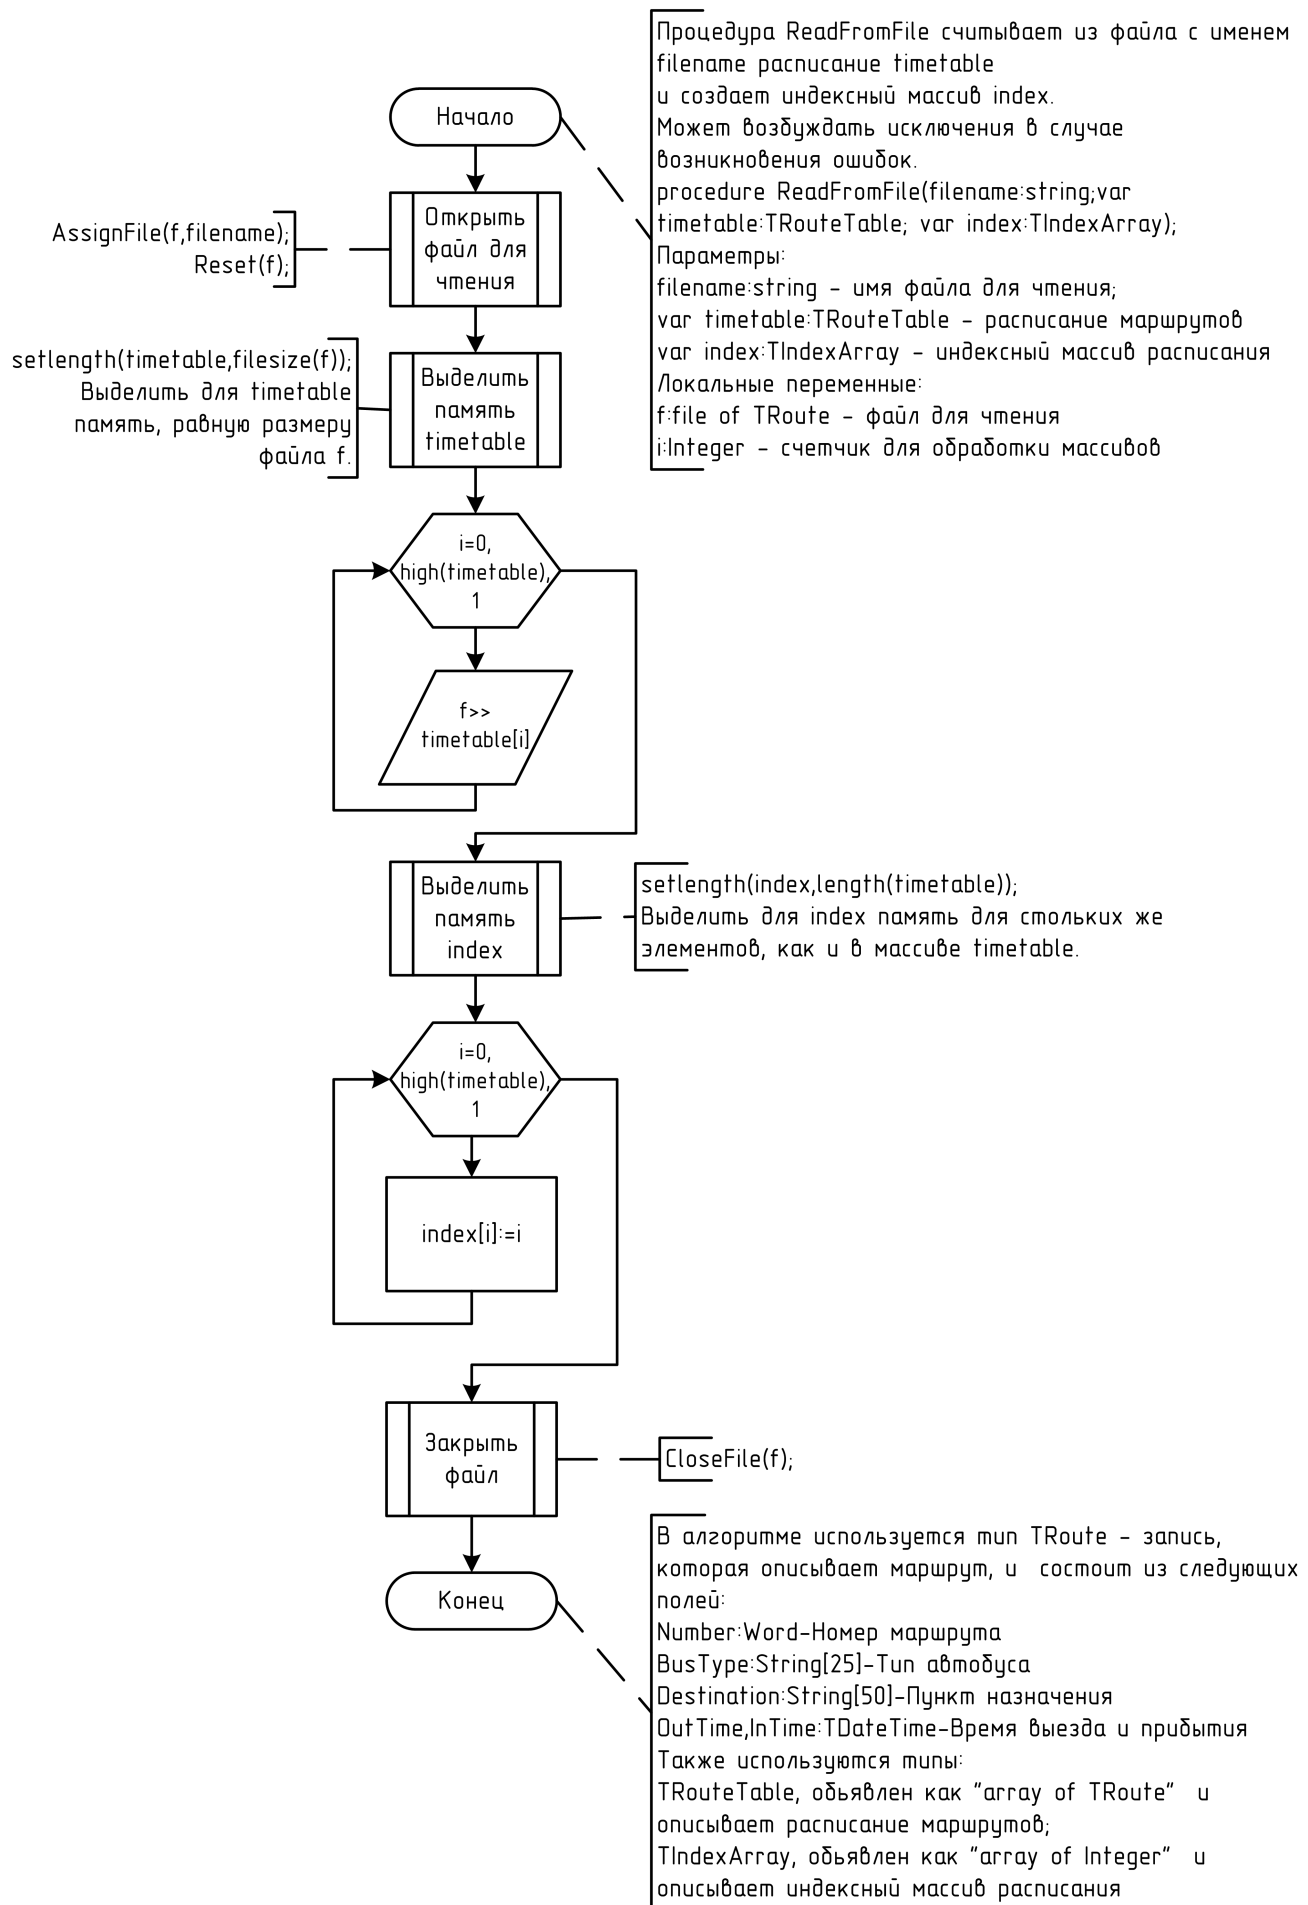 Процедура ReadFromFile считывает из файла с именем
filename расписание timetable
и создает индексный массив index.
Может возбуждать исключения в случае
возникновения ошибок.
procedure ReadFromFile(filename:string;var
timetable:TRouteTable; var index:TIndexArray);
Параметры:
filename:string - имя файла для чтения;
var timetable:TRouteTable - расписание маршрутов
var index:TIndexArray - индексный массив расписания
Локальные переменные:
f:file of TRoute - файл для чтения
i:Integer - счетчик для обработки массивов
Начало
Открыть
файл для
чтения
AssignFile(f,filename);
Reset(f);
Выделить
память
timetable
setlength(timetable,filesize(f));
Выделить для timetable
память, равную размеру
файла f.
i=0,
high(timetable),
1
f>>
timetable[i]
Выделить
память
index
setlength(index,length(timetable));
Выделить для index память для стольких же
элементов, как и в массиве timetable.
i=0,
high(timetable),
1
index[i]:=i
Закрыть
файл
CloseFile(f);
Конец
В алгоритме используется тип TRoute - запись,
которая описывает маршрут, и состоит из следующих
полей:
Number:Word-Номер маршрута
BusType:String[25]-Тип автобуса
Destination:String[50]-Пункт назначения
OutTime,InTime:TDateTime-Время выезда и прибытия
Также используются типы:
TRouteTable, обьявлен как "array of TRoute" и
описывает расписание маршрутов;
TIndexArray, обьявлен как "array of Integer" и
описывает индексный массив расписания